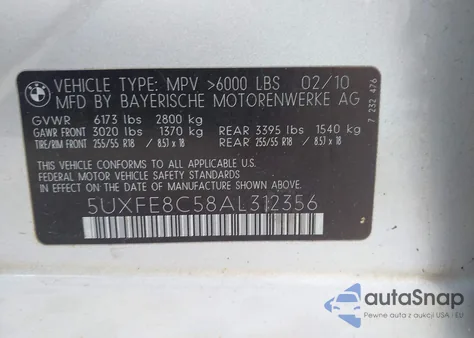 BMW
VEHICLE TYPE: MPV >6000 LBS 02/10
MFD BY BAYERISCHE MOTORENWERKE AG
GVWR 6173 lbs 2800 kg
GAWR FRONT 3020 lbs 1370 kg REAR 3395 lbs 1540 kg
TIRE/RIM FRONT 255/55 R18 / 8.5J x 18 REAR 255/55 R18 / 8.5J x 18
THIS VEHICLE CONFORMS TO ALL APPLICABLE U.S.
FEDERAL MOTOR VEHICLE SAFETY STANDARDS IN
EFFECT ON THE DATE OF MANUFACTURE SHOWN ABOVE.
5UXFE8C58AL312356
7 232 476
autoSnap
Pewne auta z USA i EU